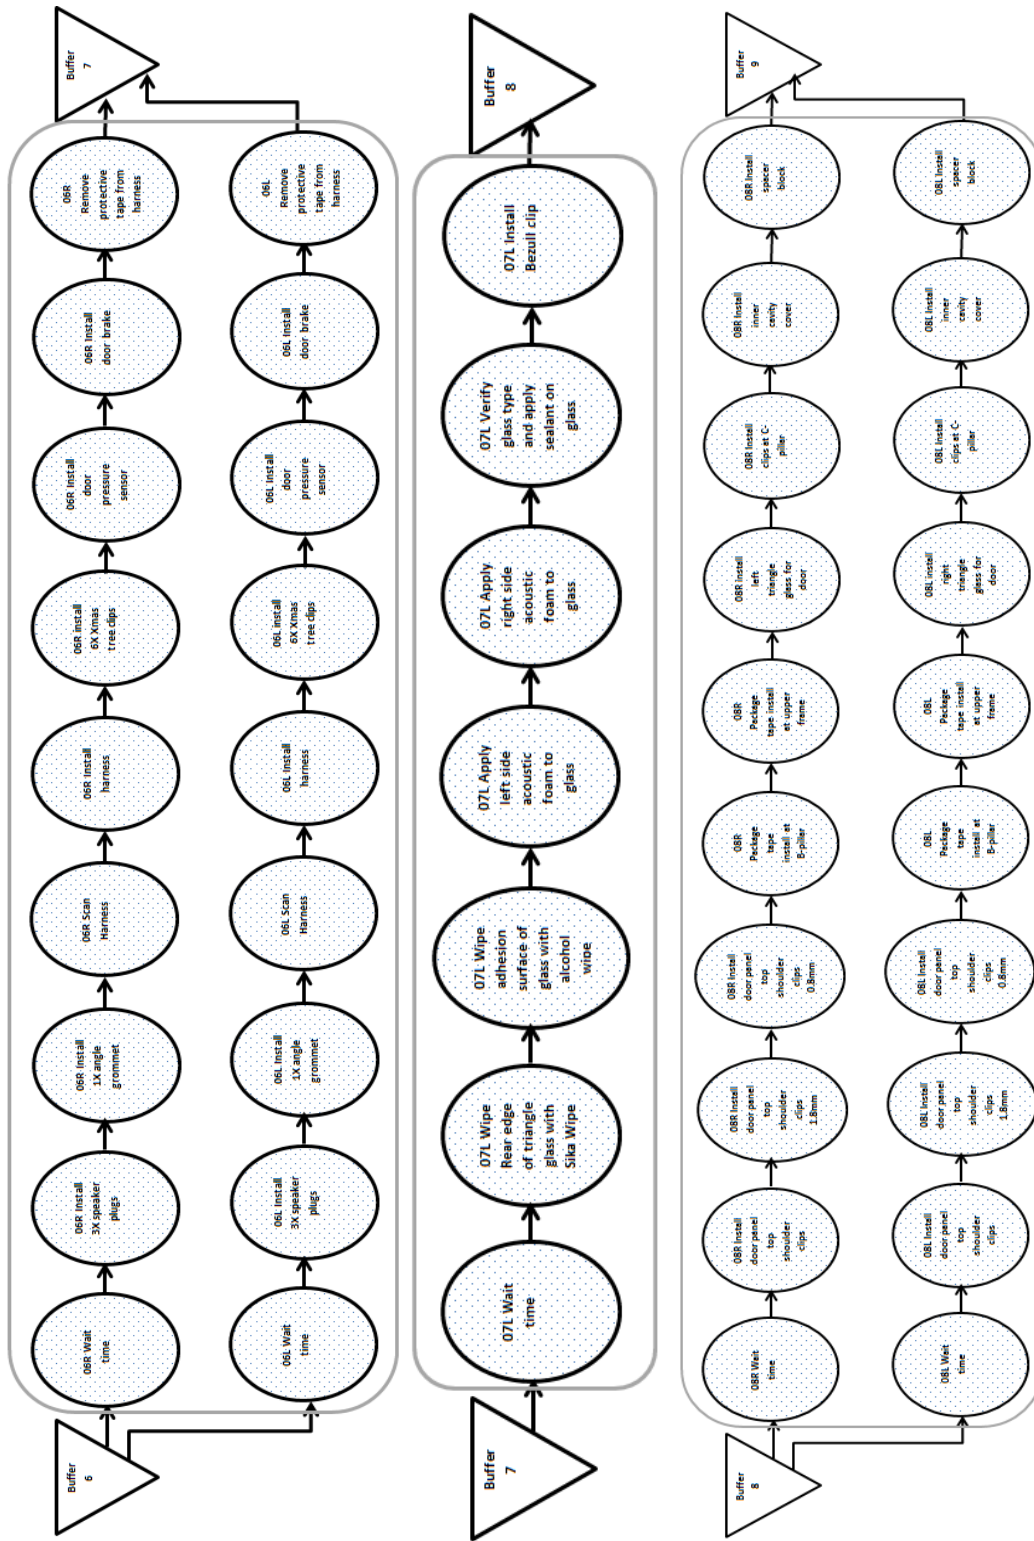 Buffer
6
06R Wait
time
06R Install
3X speaker
plugs
06R Install
1X angle
grommet
06R Scan
Harness
06R Install
harness
06R install
6X Xmas
tree clips
06R Install
door
pressure
sensor
06R Install
door brake
06R
Remove
protective
tape from
harness
Buffer
7
06L Wait
time
06L Install
3X speaker
plugs
06L Install
1X angle
grommet
06L Scan
Harness
06L Install
harness
06L install
6X Xmas
tree clips
06L Install
door
pressure
sensor
06L Install
door brake
06L
Remove
protective
tape from
harness
Buffer
7
07L Wait
time
07L Wipe
Rear edge
of triangle
glass with
Sika Wipe
07L Wipe
adhesion
surface of
glass with
alcohol
wipe
07L Apply
left side
acoustic
foam to
glass
07L Apply
right side
acoustic
foam to
glass
07L Verify
glass type
and apply
sealant on
glass
07L Install
Bezull clip
Buffer
8
Buffer
8
08R Wait
time
08R Install
door panel
top
shoulder
clips
08R Install
door panel
top
shoulder
clips
1.8mm
08R Install
door panel
top
shoulder
clips
0.8mm
08R
Package
tape
install at
B-pillar
08R
Package
tape install
at upper
frame
08R Install
left
triangle
glass for
door
08R Install
clips at C-
pillar
08R Install
inner
cavity
cover
08R Install
spacer
block
Buffer
9
08L Wait
time
08L Install
door panel
top
shoulder
clips
08L Install
door panel
top
shoulder
clips
1.8mm
08L Install
door panel
top
shoulder
clips
0.8mm
08L
Package
tape
install at
B-pillar
08L
Package
tape install
at upper
frame
08L install
right
triangle
glass for
door
08L Install
clips at C-
pillar
08L Install
inner
cavity
cover
08L Install
spacer
block